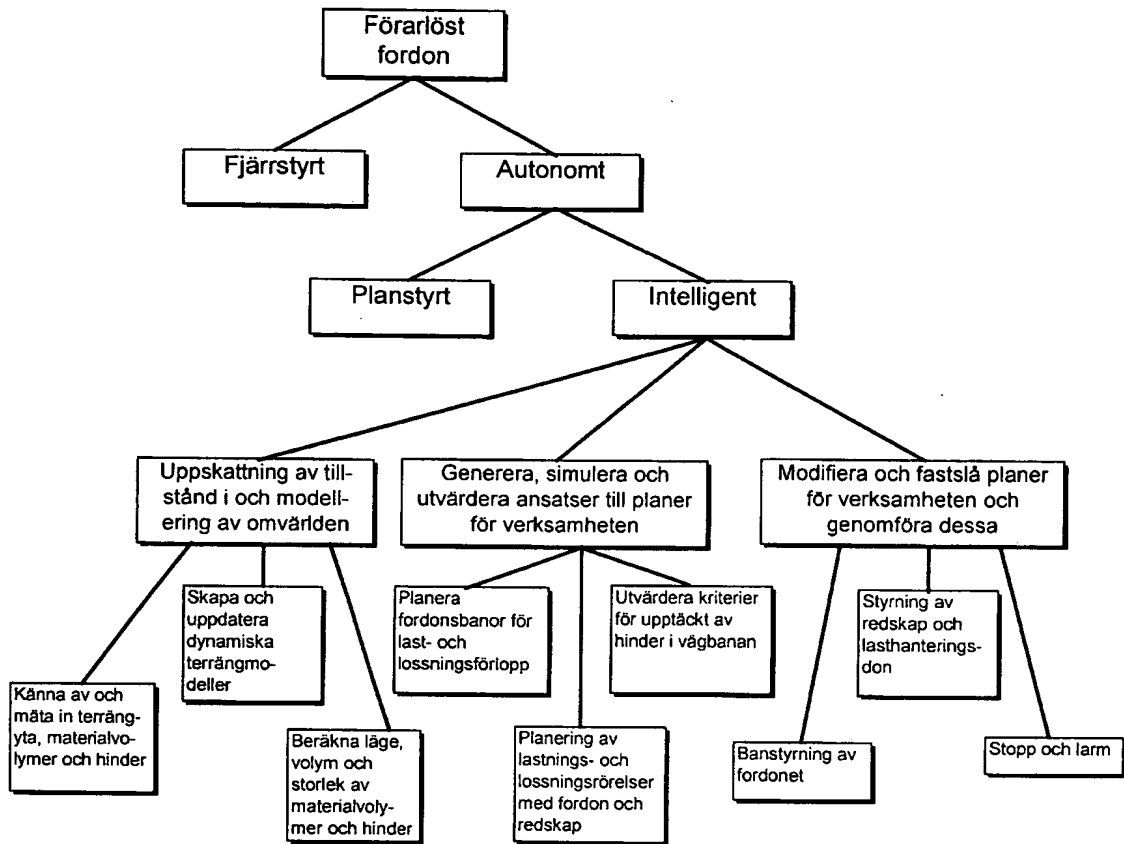 Förarlöst
fordon
Fjärrstyrt
Autonomt
Planstyrt
Intelligent
Uppskattning av till-
stånd i och modell-
ering av omvärlden
Generera, simulera och
utvärdera ansatser till planer
för verksamheten
Modifiera och fastslå planer
för verksamheten och
genomföra dessa
Känna av och
mäta in terräng-
yta, materialvo-
lymer och hinder
Skapa och
uppdatera
dynamiska
terrängmo-
deller
Beräkna läge,
volym och
storlek av
materialvoly-
mer och hinder
Planera
fordonsbanor för
last- och
lossningsförlopp
Planering av
lastnings- och
lossningsrörelser
med fordon och
redskap
Utvärdera kriterier
för upptäckt av
hinder i vägbanan
Banstyrning av
fordonet
Styrning av
redskap och
lasthanterings-
don
Stopp och larm